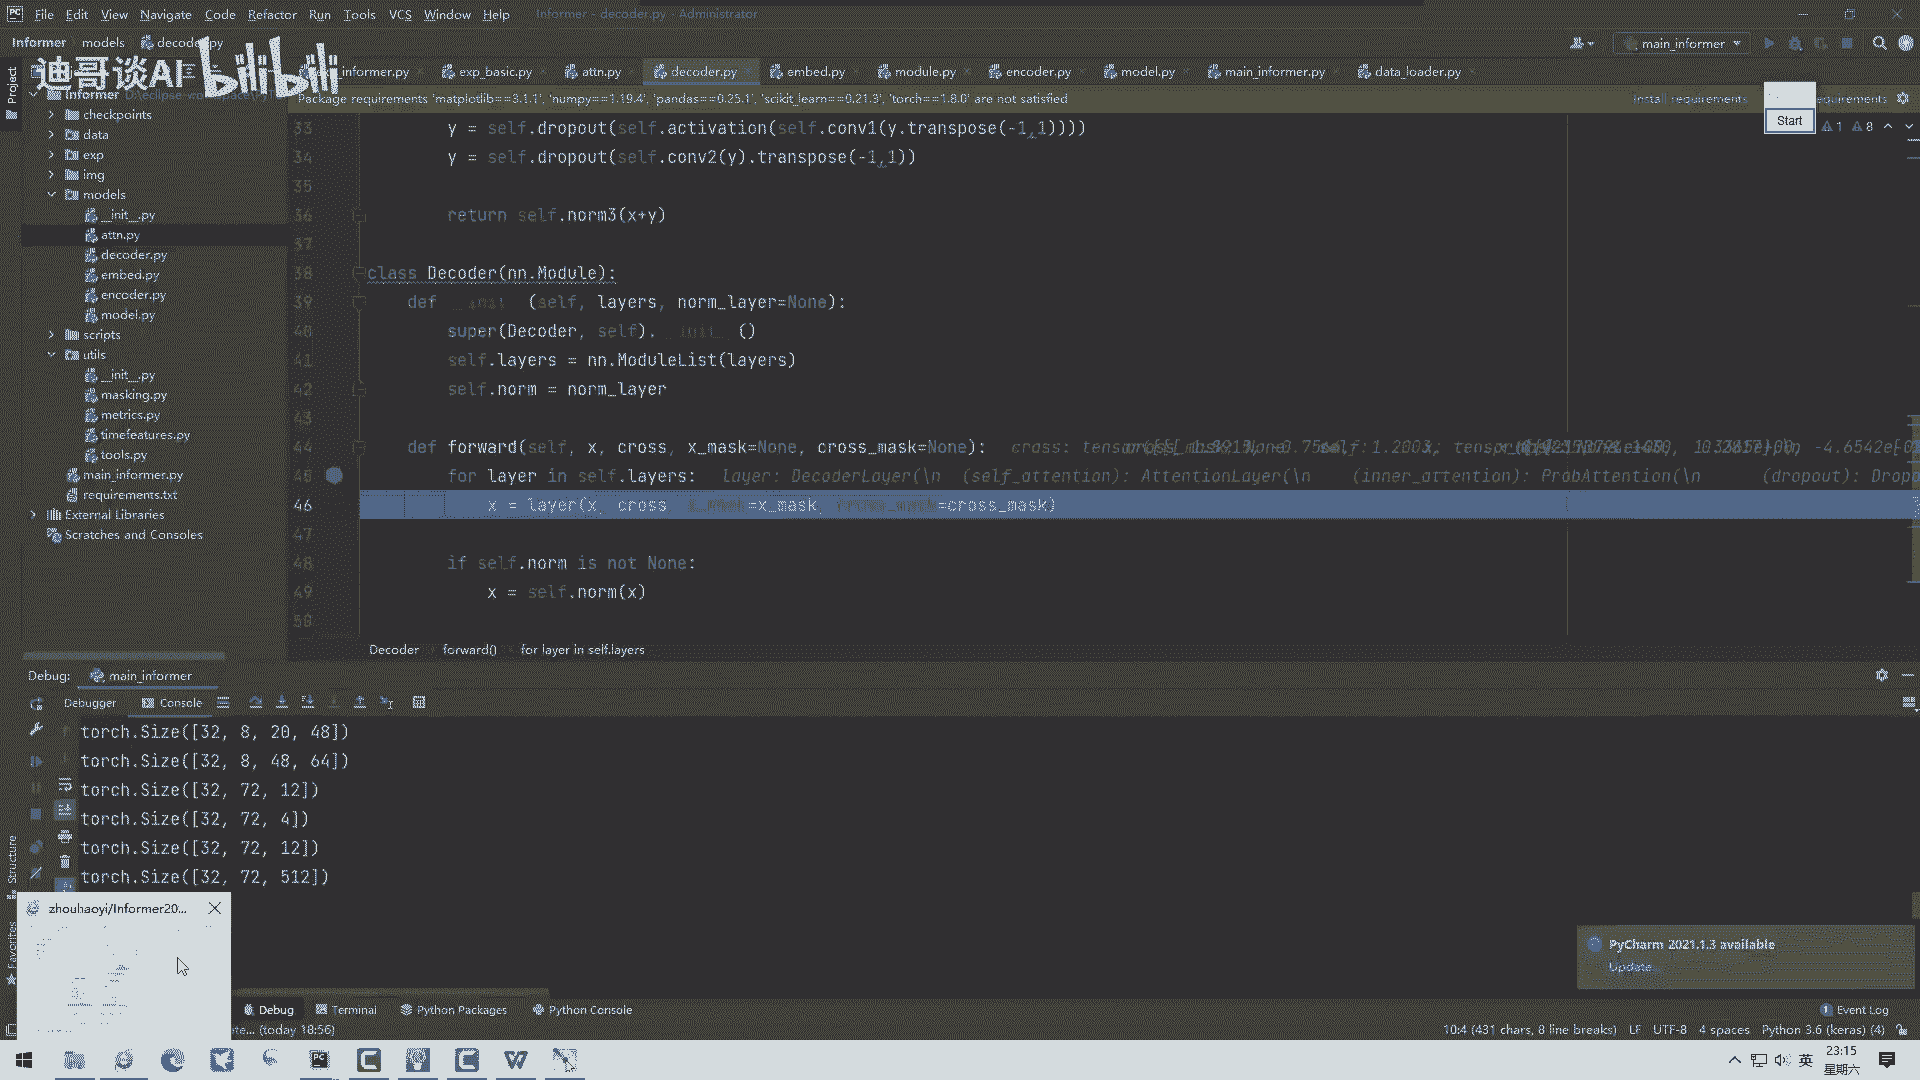 File Edit View Navigate Code Refactor Run Tools VCS Window Help Informer - decoder.py - Administrator
Informer models decoder.py main_informer
迪哥谈AI bilibili
Project informer.py exp_basic.py attn.py decoder.py embed.py module.py encoder.py model.py main_informer.py data_loader.py
Informer
Package requirements 'matplotlib==3.1.1', 'numpy==1.19.4', 'pandas==0.25.1', 'scikit_learn==0.21.3', 'torch==1.8.0' are not satisfied Install requirements
Start
1 8
checkpoints
data
exp
img
models
__init__.py
attn.py
decoder.py
embed.py
encoder.py
model.py
scripts
utils
__init__.py
masking.py
metrics.py
timefeatures.py
tools.py
main_informer.py
requirements.txt
External Libraries
Scratches and Consoles
33 y = self.dropout(self.activation(self.conv1(y.transpose(-1,1))))
34 y = self.dropout(self.conv2(y).transpose(-1,1))
35
36 return self.norm3(x+y)
37
38 class Decoder(nn.Module):
39 def __init__(self, layers, norm_layer=None):
40 super(Decoder, self).__init__()
41 self.layers = nn.ModuleList(layers)
42 self.norm = norm_layer
43
44 def forward(self, x, cross, x_mask=None, cross_mask=None): cross:
45 for layer in self.layers: layer: DecoderLayer(\n (self_attention): AttentionLayer(\n (inner_attention): ProbAttention(\n (dropout): Dropo
46 x = layer(x, cross, x_mask=x_mask, cross_mask=cross_mask)
47
48 if self.norm is not None:
49 x = self.norm(x)
50
Decoder forward() for layer in self.layers
Debug: main_informer
Debugger Console
torch.Size([32, 8, 20, 48])
torch.Size([32, 8, 48, 64])
torch.Size([32, 72, 12])
torch.Size([32, 72, 4])
torch.Size([32, 72, 12])
torch.Size([32, 72, 512])
Structure
Favorites
zhouhaoyi/Informer20...
PyCharm 2021.1.3 available
Update...
Debug Terminal Python Packages Python Console 1 Event Log
(today 18:56) 10:4 (431 chars, 8 line breaks) LF UTF-8 4 spaces Python 3.6 (keras) (4)
英 23:15
星期六